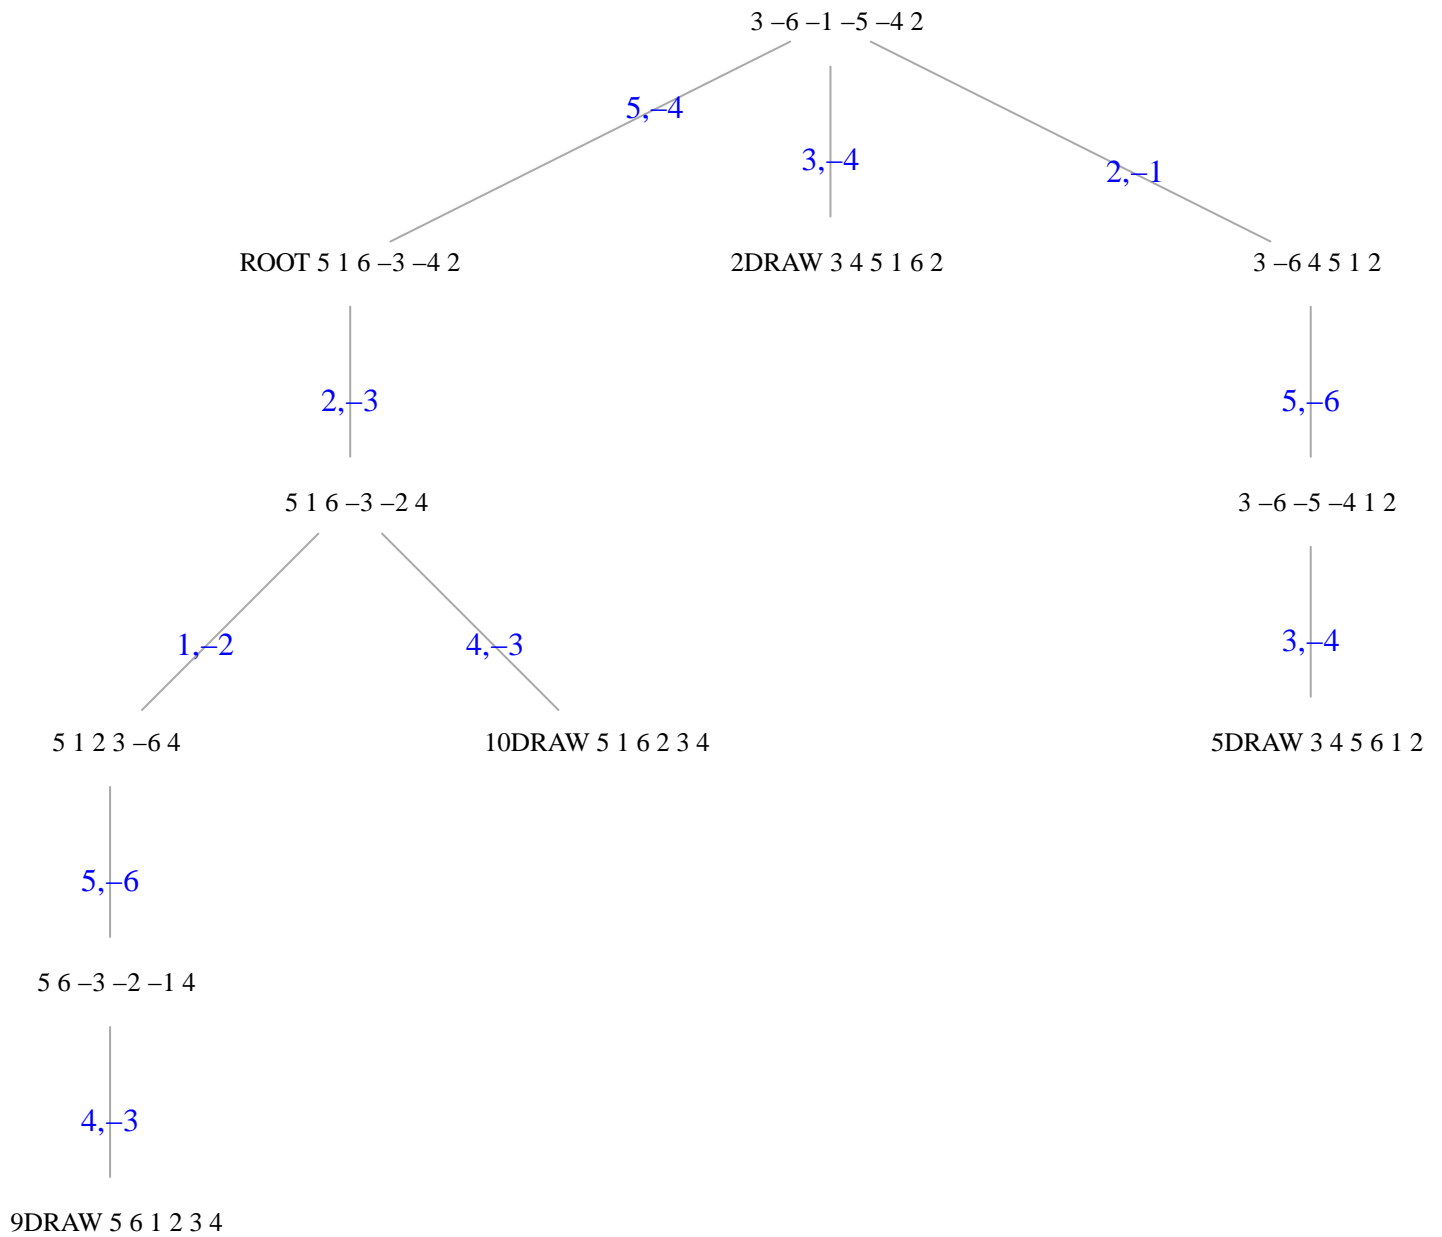 3 –6 –1 –5 –4 2
5,–4
3,–4
2,–1
ROOT 5 1 6 –3 –4 2
2DRAW 3 4 5 1 6 2
3 –6 4 5 1 2
2,–3
5,–6
5 1 6 –3 –2 4
3 –6 –5 –4 1 2
1,–2
4,–3
3,–4
5 1 2 3 –6 4
10DRAW 5 1 6 2 3 4
5DRAW 3 4 5 6 1 2
5,–6
5 6 –3 –2 –1 4
4,–3
9DRAW 5 6 1 2 3 4